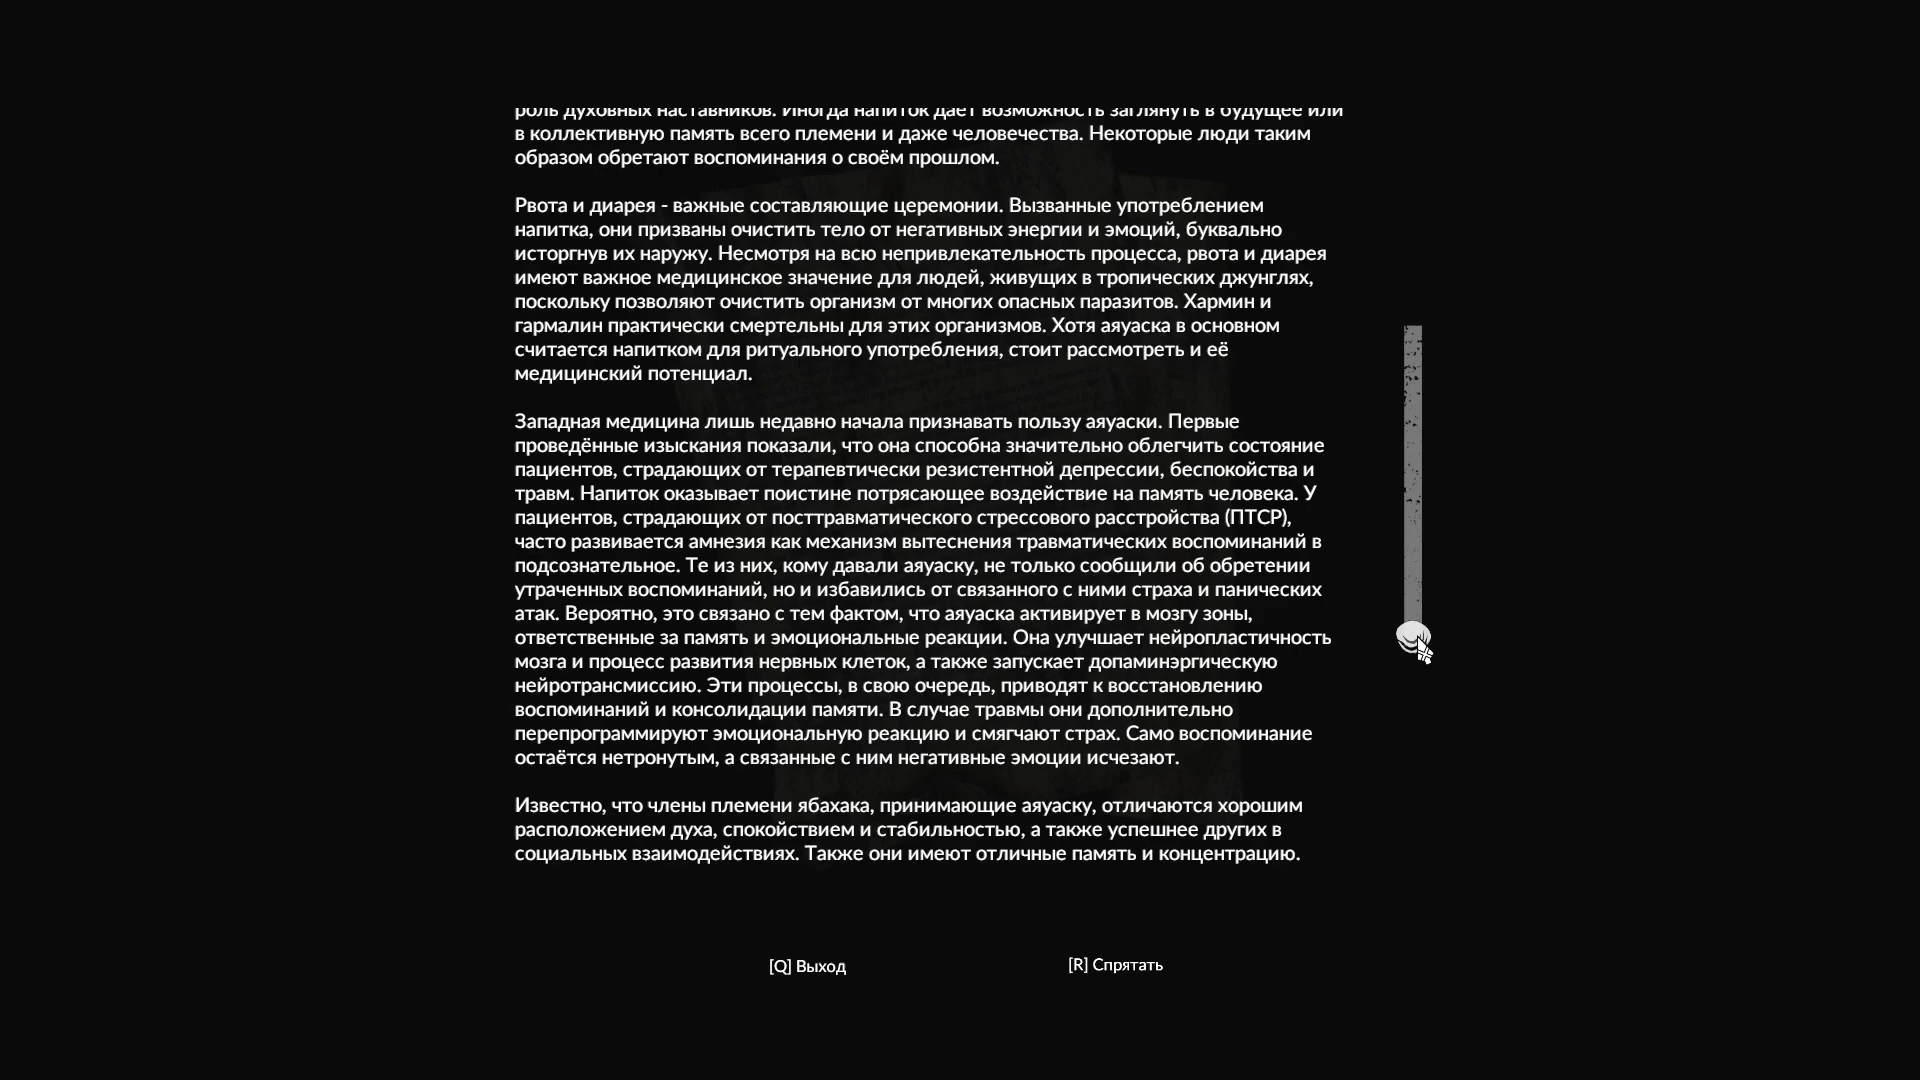 роль духовных наставников. Иногда напиток даёт возможность заглянуть в будущее или
в коллективную память всего племени и даже человечества. Некоторые люди таким
образом обретают воспоминания о своём прошлом.
Рвота и диарея - важные составляющие церемонии. Вызванные употреблением
напитка, они призваны очистить тело от негативных энергии и эмоций, буквально
исторгнув их наружу. Несмотря на всю непривлекательность процесса, рвота и диарея
имеют важное медицинское значение для людей, живущих в тропических джунглях,
поскольку позволяют очистить организм от многих опасных паразитов. Хармин и
гармалин практически смертельны для этих организмов. Хотя аяуаска в основном
считается напитком для ритуального употребления, стоит рассмотреть и её
медицинский потенциал.
Западная медицина лишь недавно начала признавать пользу аяуаски. Первые
проведённые изыскания показали, что она способна значительно облегчить состояние
пациентов, страдающих от терапевтически резистентной депрессии, беспокойства и
травм. Напиток оказывает поистине потрясающее воздействие на память человека. У
пациентов, страдающих от посттравматического стрессового расстройства (ПТСР),
часто развивается амнезия как механизм вытеснения травматических воспоминаний в
подсознательное. Те из них, кому давали аяуаску, не только сообщили об обретении
утраченных воспоминаний, но и избавились от связанного с ними страха и панических
атак. Вероятно, это связано с тем фактом, что аяуаска активирует в мозгу зоны,
ответственные за память и эмоциональные реакции. Она улучшает нейропластичность
мозга и процесс развития нервных клеток, а также запускает допаминэргическую
нейротрансмиссию. Эти процессы, в свою очередь, приводят к восстановлению
воспоминаний и консолидации памяти. В случае травмы они дополнительно
перепрограммируют эмоциональную реакцию и смягчают страх. Само воспоминание
остаётся нетронутым, а связанные с ним негативные эмоции исчезают.
Известно, что члены племени ябахака, принимающие аяуаску, отличаются хорошим
расположением духа, спокойствием и стабильностью, а также успешнее других в
социальных взаимодействиях. Также они имеют отличные память и концентрацию.
[Q] Выход
[R] Спрятать